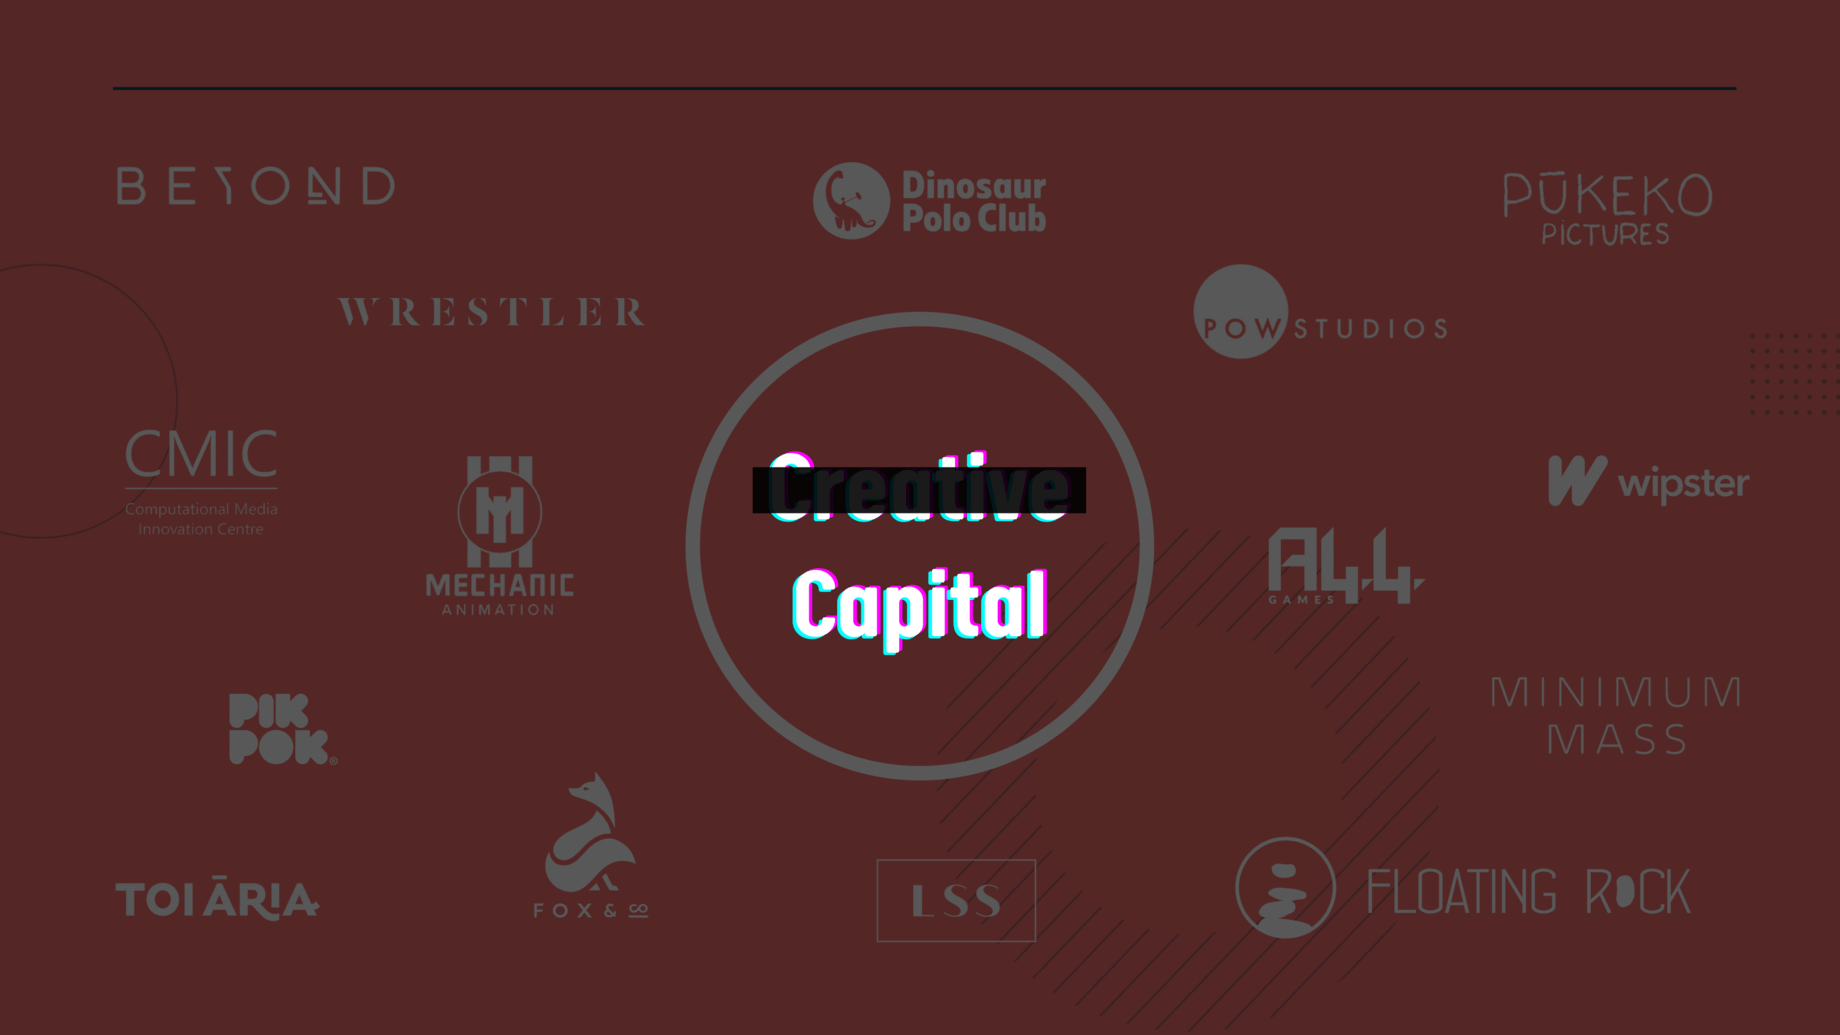 BEYOND
Dinosaur
Polo Club
PŪKEKO
PiCTURES
WRESTLER
POW STUDIOS
CMIC
Computational Media
Innovation Centre
MECHANIC
ANIMATION
Creative
Capital
wipster
A44
GAMES
PIK
POK®
MINIMUM
MASS
TOI ĀRIA
FOX & CO
LSS
FLOATING ROCK